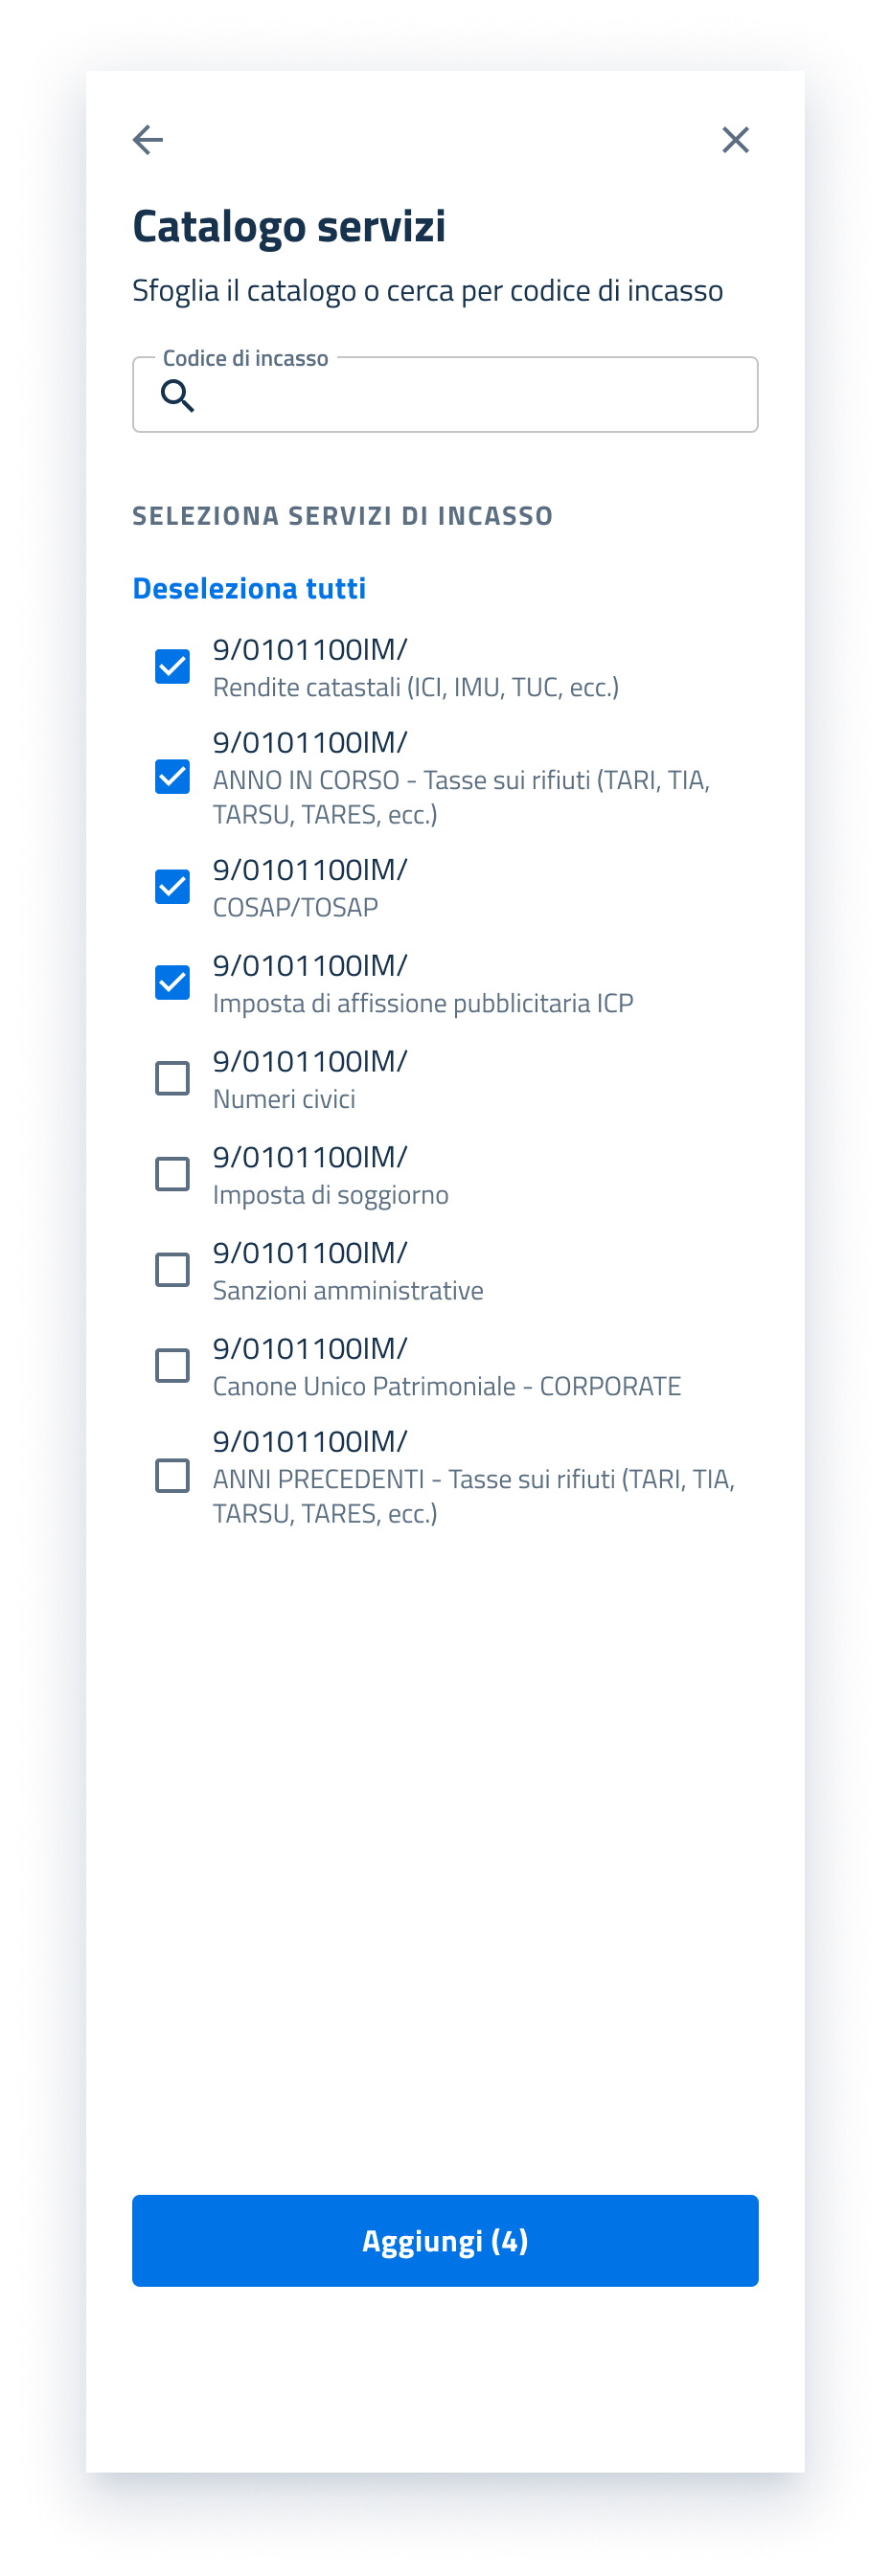 Catalogo servizi
Sfoglia il catalogo o cerca per codice di incasso
Codice di incasso
SELEZIONA SERVIZI DI INCASSO
Deseleziona tutti
9/0101100IM/
Rendite catastali (ICI, IMU, TUC, ecc.)
9/0101100IM/
ANNO IN CORSO - Tasse sui rifiuti (TARI, TIA,
TARSU, TARES, ecc.)
9/0101100IM/
COSAP/TOSAP
9/0101100IM/
Imposta di affissione pubblicitaria ICP
9/0101100IM/
Numeri civici
9/0101100IM/
Imposta di soggiorno
9/0101100IM/
Sanzioni amministrative
9/0101100IM/
Canone Unico Patrimoniale - CORPORATE
9/0101100IM/
ANNI PRECEDENTI - Tasse sui rifiuti (TARI, TIA,
TARSU, TARES, ecc.)
Aggiungi (4)